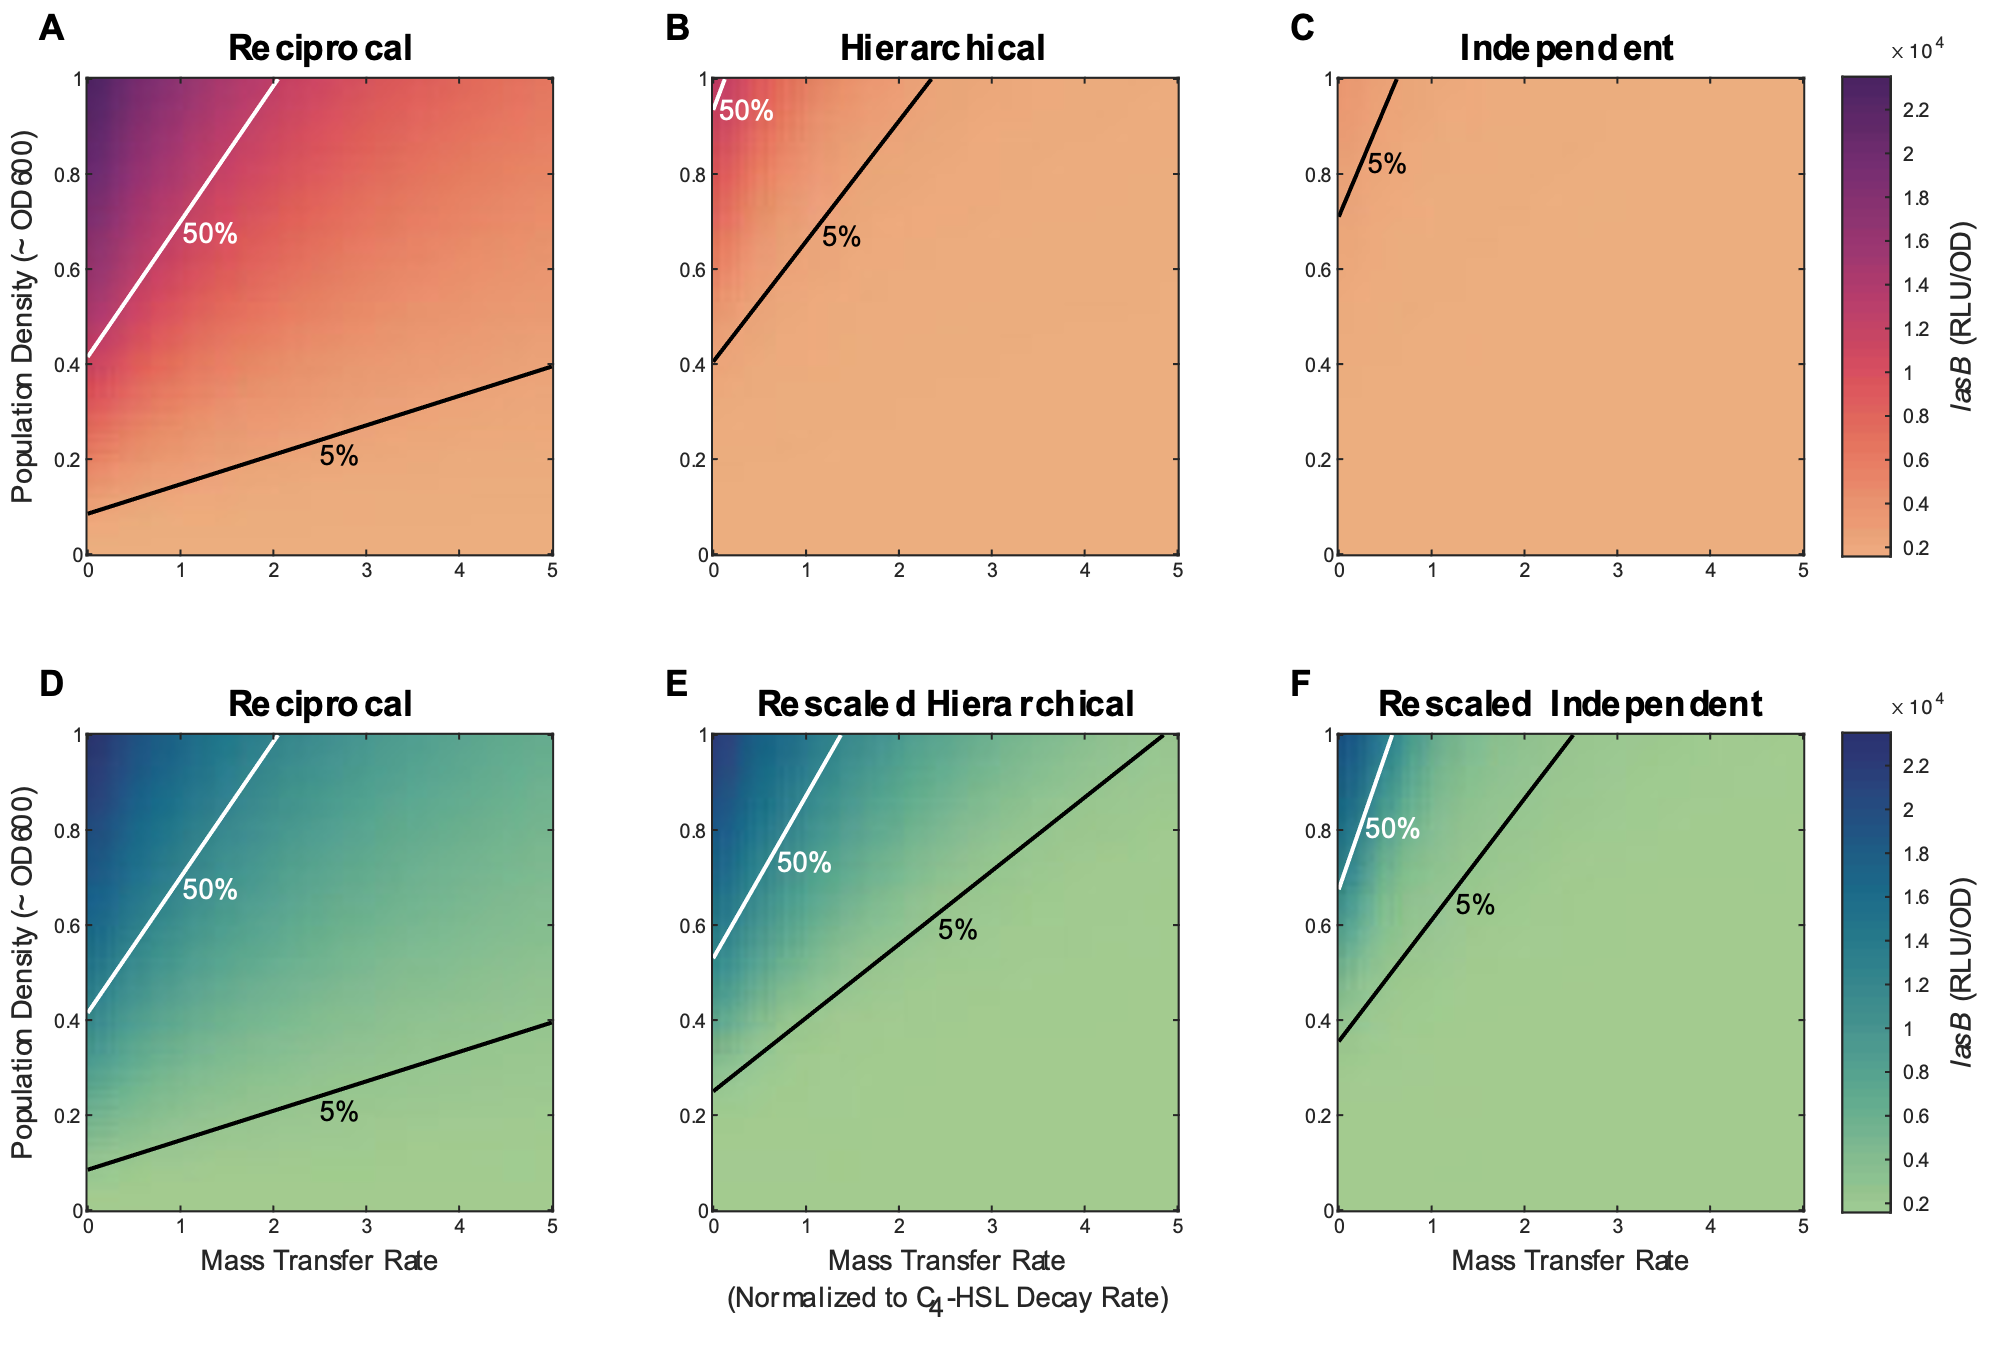 A
Reciprocal
B
Hierarchical
C
Independent
×10^4
Population Density (~ OD600)
1
0.8
0.6
0.4
0.2
0
50%
5%
0 1 2 3 4 5
1
0.8
0.6
0.4
0.2
0
50%
5%
0 1 2 3 4 5
1
0.8
0.6
0.4
0.2
0
5%
0 1 2 3 4 5
2.2
2
1.8
1.6
1.4
1.2
1
0.8
0.6
0.4
0.2
lasB (RLU/OD)
D
Reciprocal
E
Rescaled Hierarchical
F
Rescaled Independent
×10^4
Population Density (~ OD600)
1
0.8
0.6
0.4
0.2
0
50%
5%
0 1 2 3 4 5
Mass Transfer Rate
1
0.8
0.6
0.4
0.2
0
50%
5%
0 1 2 3 4 5
Mass Transfer Rate
(Normalized to C4-HSL Decay Rate)
1
0.8
0.6
0.4
0.2
0
50%
5%
0 1 2 3 4 5
Mass Transfer Rate
2.2
2
1.8
1.6
1.4
1.2
1
0.8
0.6
0.4
0.2
lasB (RLU/OD)